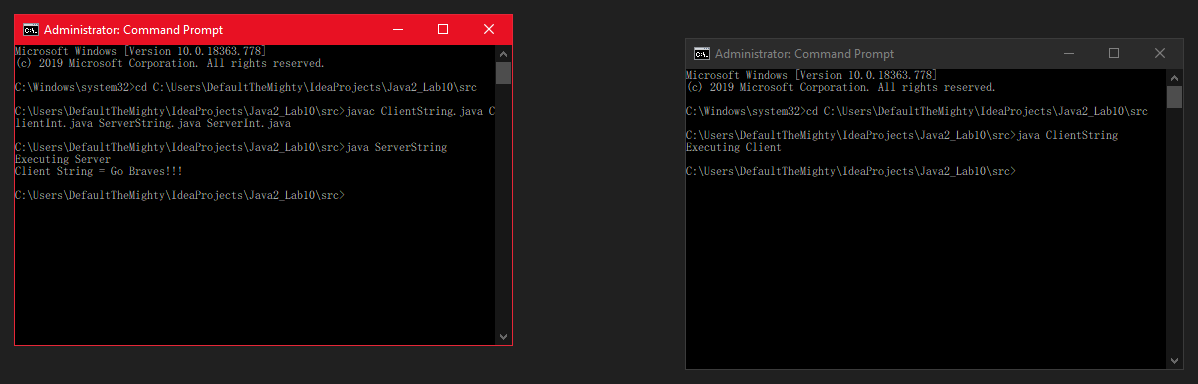 Administrator: Command Prompt
Microsoft Windows [Version 10.0.18363.778]
(c) 2019 Microsoft Corporation. All rights reserved.
C:\Windows\system32>cd C:\Users\DefaultTheMighty\IdeaProjects\Java2_Lab10\src
C:\Users\DefaultTheMighty\IdeaProjects\Java2_Lab10\src>javac ClientString.java C
lientInt.java ServerString.java ServerInt.java
C:\Users\DefaultTheMighty\IdeaProjects\Java2_Lab10\src>java ServerString
Executing Server
Client String = Go Braves!!!
C:\Users\DefaultTheMighty\IdeaProjects\Java2_Lab10\src>
Administrator: Command Prompt
Microsoft Windows [Version 10.0.18363.778]
(c) 2019 Microsoft Corporation. All rights reserved.
C:\Windows\system32>cd C:\Users\DefaultTheMighty\IdeaProjects\Java2_Lab10\src
C:\Users\DefaultTheMighty\IdeaProjects\Java2_Lab10\src>java ClientString
Executing Client
C:\Users\DefaultTheMighty\IdeaProjects\Java2_Lab10\src>